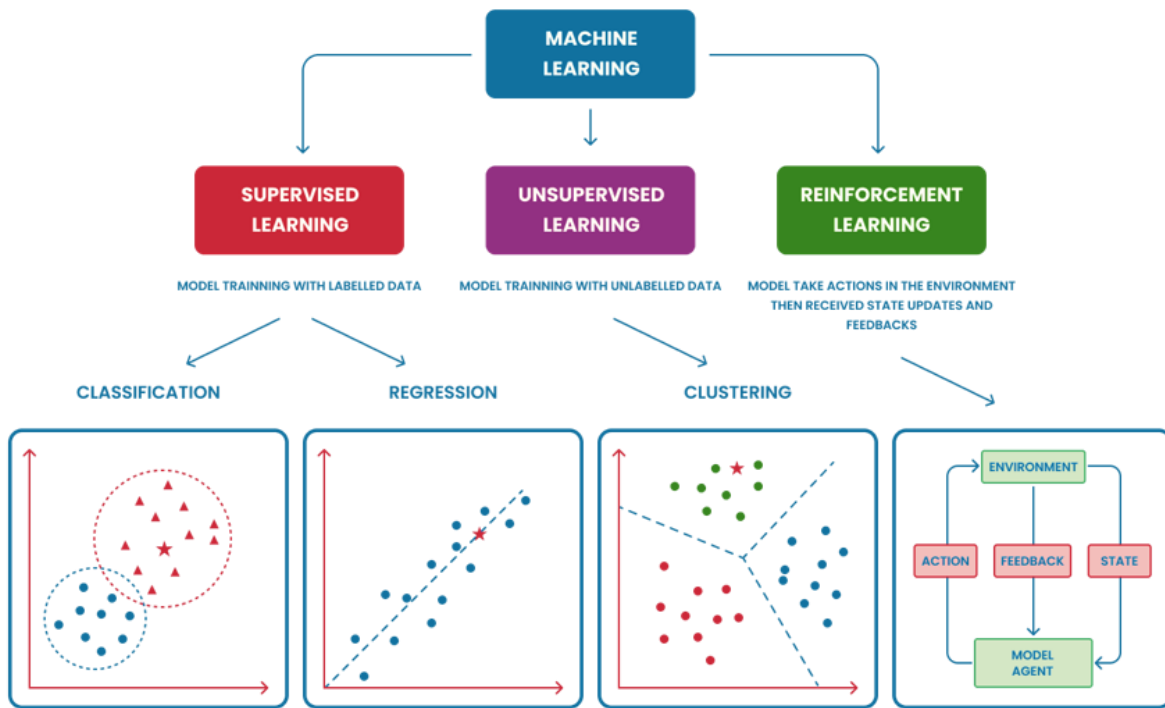 MACHINE
LEARNING
SUPERVISED
LEARNING
UNSUPERVISED
LEARNING
REINFORCEMENT
LEARNING
MODEL TRAINNING WITH LABELLED DATA
MODEL TRAINNING WITH UNLABELLED DATA
MODEL TAKE ACTIONS IN THE ENVIRONMENT
THEN RECEIVED STATE UPDATES AND
FEEDBACKS
CLASSIFICATION
REGRESSION
CLUSTERING
ENVIRONMENT
ACTION
FEEDBACK
STATE
MODEL
AGENT